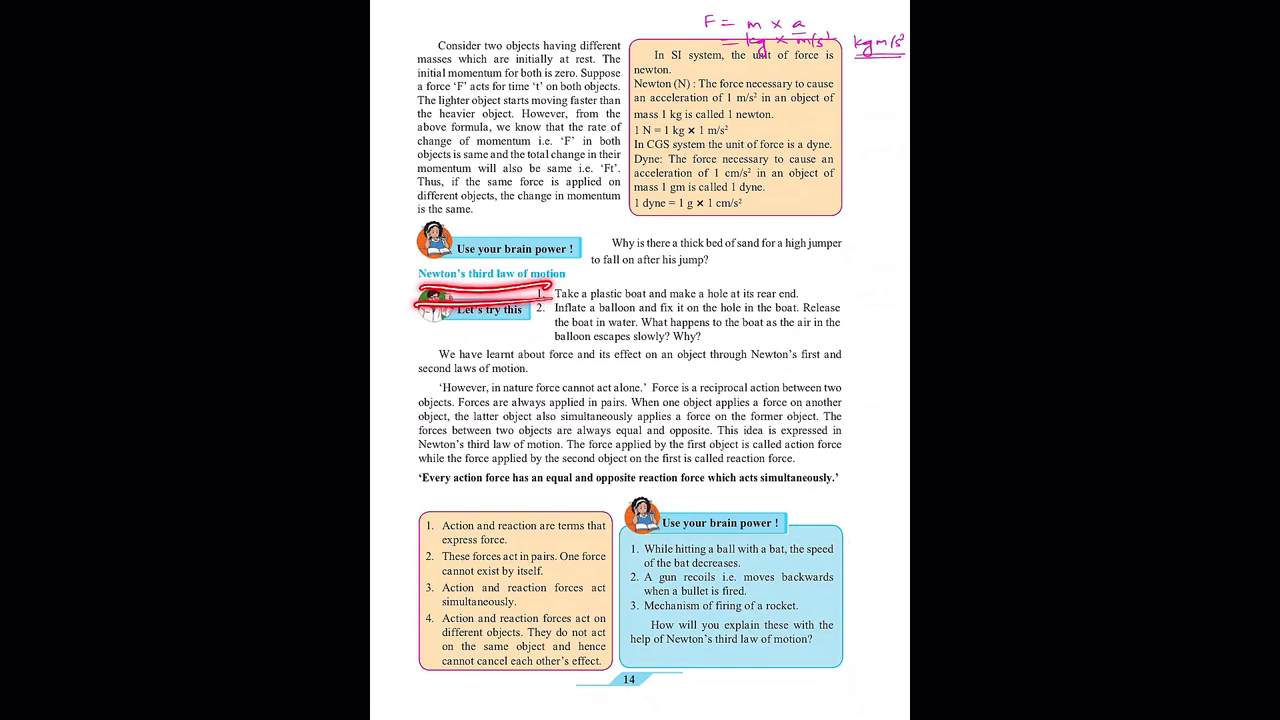 F = m × a
= kg × m/s²
kgm/s²
Consider two objects having different
masses which are initially at rest. The
initial momentum for both is zero. Suppose
a force ‘F’ acts for time ‘t’ on both objects.
The lighter object starts moving faster than
the heavier object. However, from the
above formula, we know that the rate of
change of momentum i.e. ‘F’ in both
objects is same and the total change in their
momentum will also be same i.e. ‘Ft’.
Thus, if the same force is applied on
different objects, the change in momentum
is the same.
In SI system, the unit of force is
newton.
Newton (N) : The force necessary to cause
an acceleration of 1 m/s² in an object of
mass 1 kg is called 1 newton.
1 N = 1 kg × 1 m/s²
In CGS system the unit of force is a dyne.
Dyne: The force necessary to cause an
acceleration of 1 cm/s² in an object of
mass 1 gm is called 1 dyne.
1 dyne = 1 g × 1 cm/s²
Use your brain power !
Why is there a thick bed of sand for a high jumper
to fall on after his jump?
Newton’s third law of motion
Let’s try this
1. Take a plastic boat and make a hole at its rear end.
2. Inflate a balloon and fix it on the hole in the boat. Release
the boat in water. What happens to the boat as the air in the
balloon escapes slowly? Why?
We have learnt about force and its effect on an object through Newton’s first and
second laws of motion.
‘However, in nature force cannot act alone.’ Force is a reciprocal action between two
objects. Forces are always applied in pairs. When one object applies a force on another
object, the latter object also simultaneously applies a force on the former object. The
forces between two objects are always equal and opposite. This idea is expressed in
Newton’s third law of motion. The force applied by the first object is called action force
while the force applied by the second object on the first is called reaction force.
‘Every action force has an equal and opposite reaction force which acts simultaneously.’
1. Action and reaction are terms that
express force.
2. These forces act in pairs. One force
cannot exist by itself.
3. Action and reaction forces act
simultaneously.
4. Action and reaction forces act on
different objects. They do not act
on the same object and hence
cannot cancel each other’s effect.
Use your brain power !
1. While hitting a ball with a bat, the speed
of the bat decreases.
2. A gun recoils i.e. moves backwards
when a bullet is fired.
3. Mechanism of firing of a rocket.
How will you explain these with the
help of Newton’s third law of motion?
14